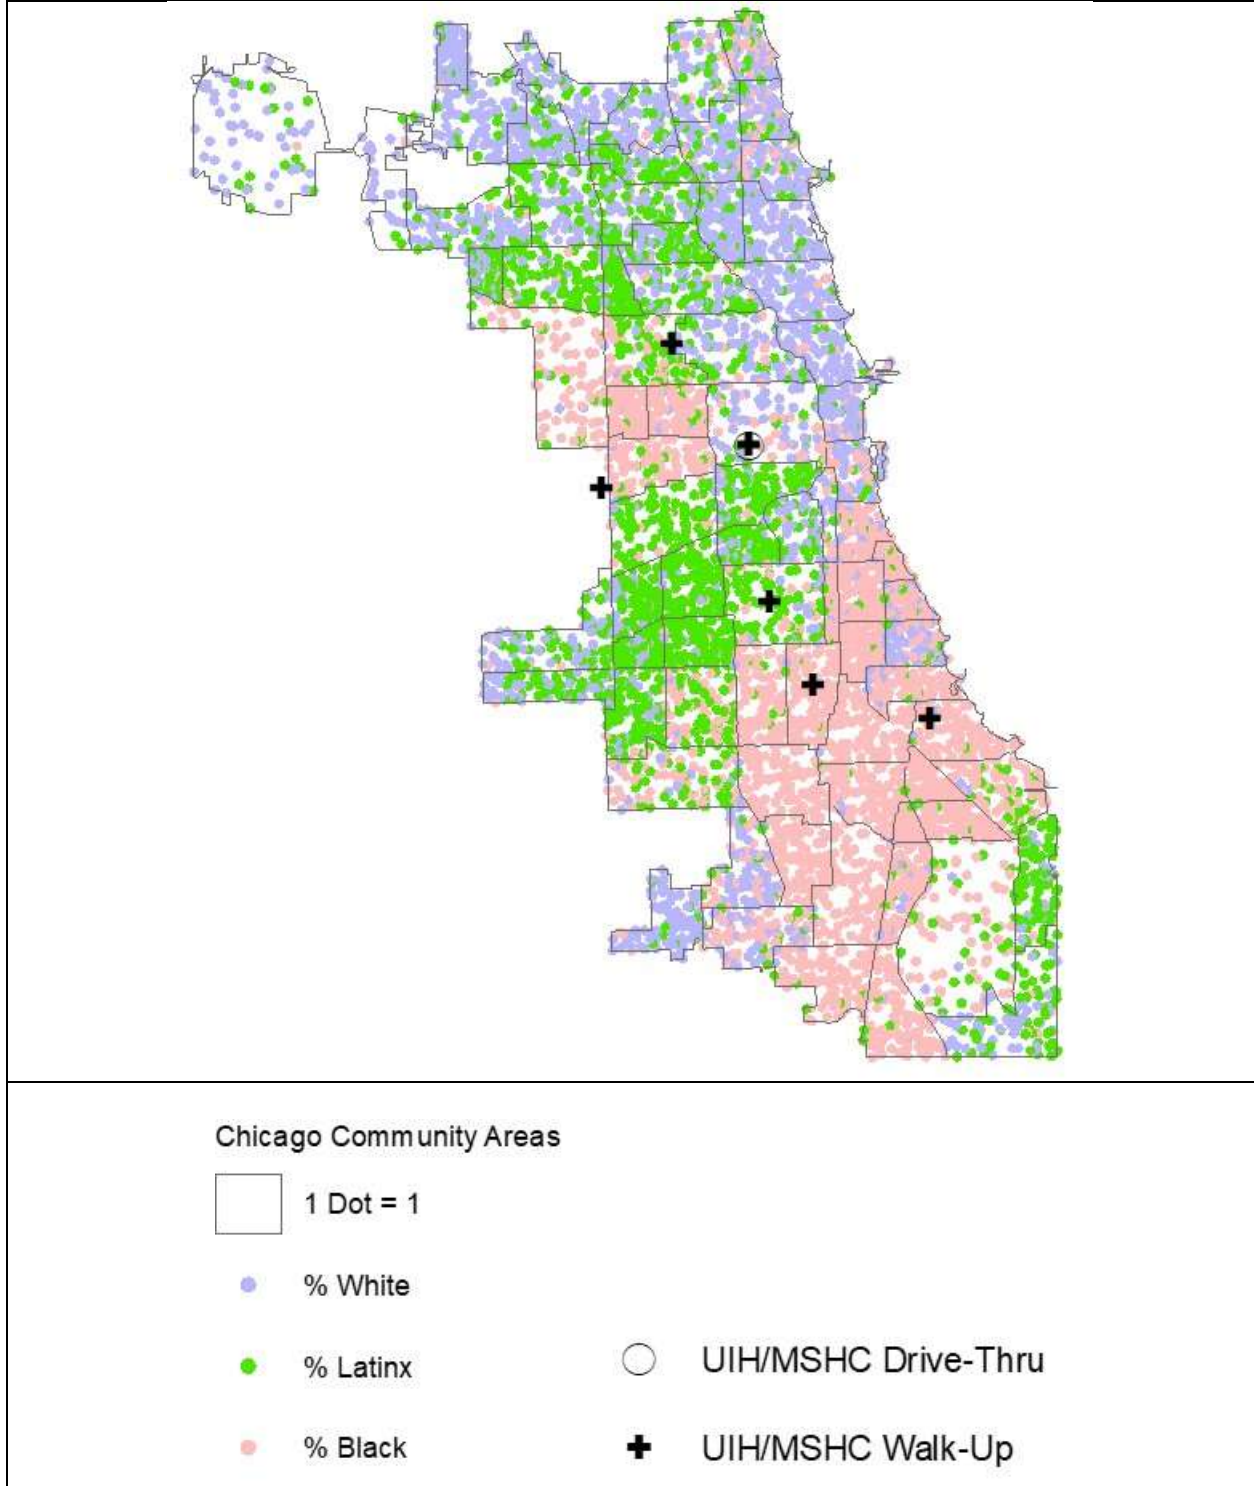 Chicago Community Areas
1 Dot = 1
% White
% Latinx
% Black
UIH/MSHC Drive-Thru
UIH/MSHC Walk-Up